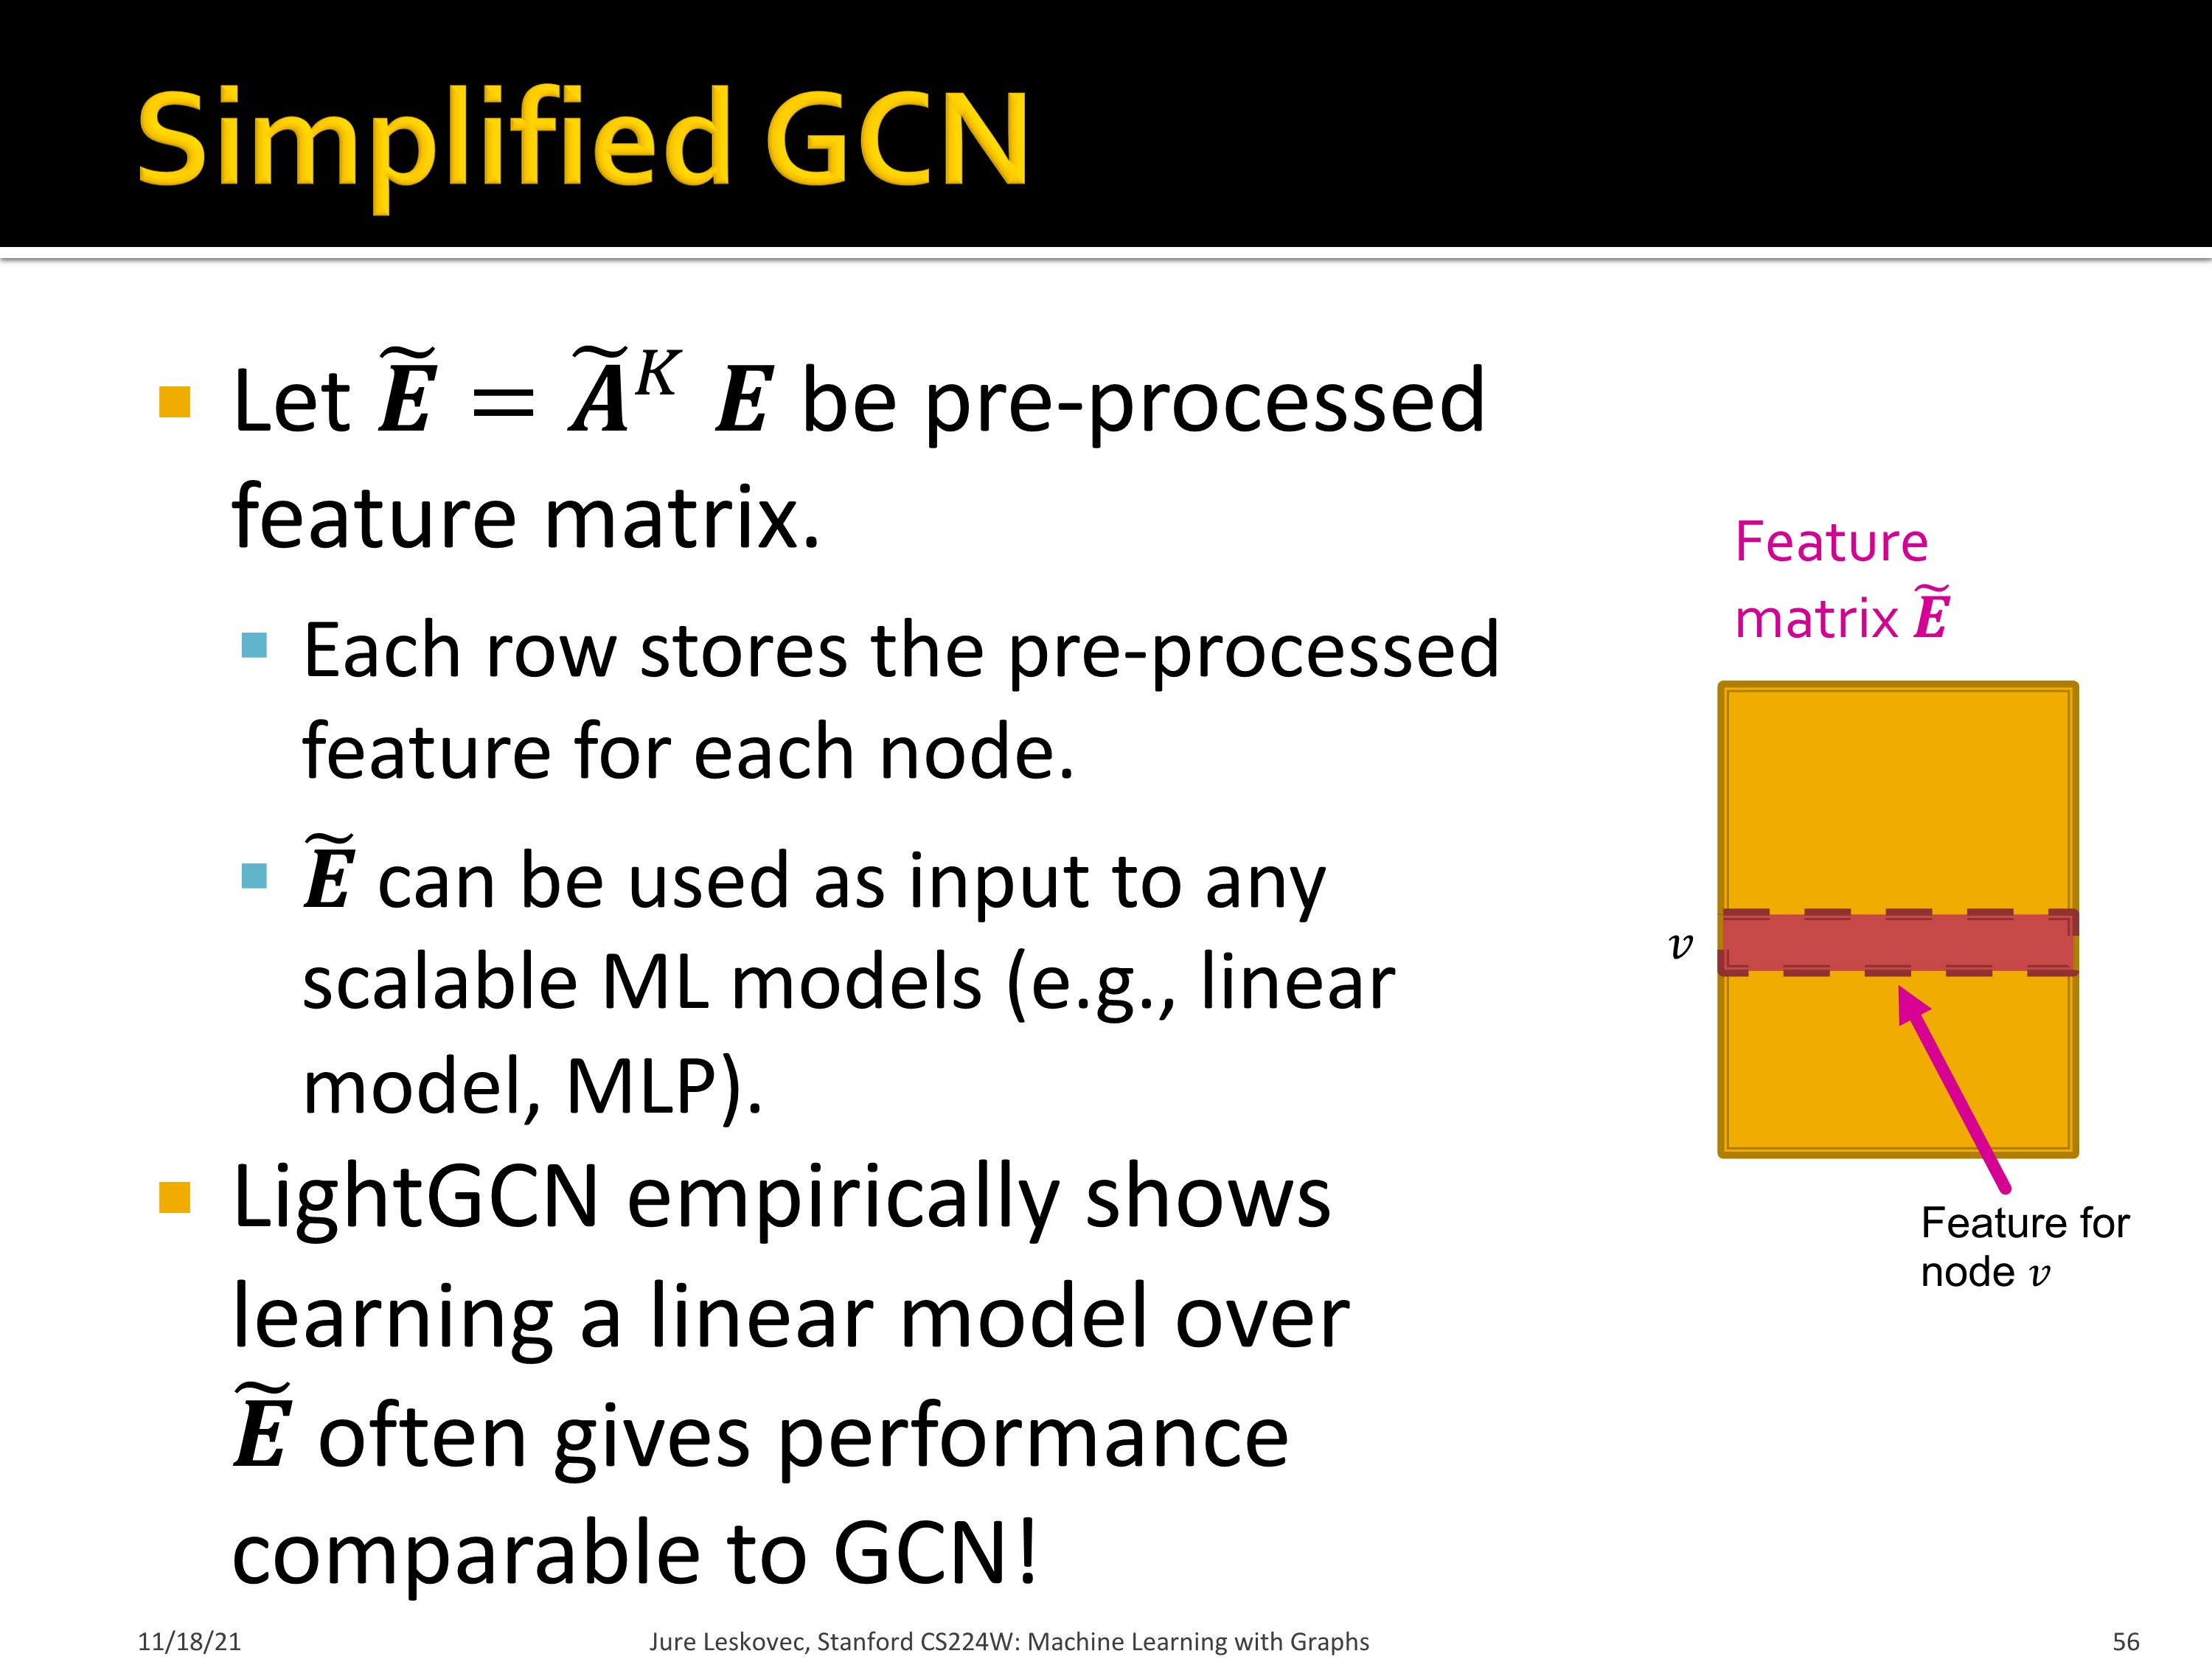 Simplified GCN
Let Ẽ = Ã^K E be pre-processed
feature matrix.
Each row stores the pre-processed
feature for each node.
Ẽ can be used as input to any
scalable ML models (e.g., linear
model, MLP).
LightGCN empirically shows
learning a linear model over
Ẽ often gives performance
comparable to GCN!
Feature
matrix Ẽ
v
Feature for
node v
11/18/21
Jure Leskovec, Stanford CS224W: Machine Learning with Graphs
56